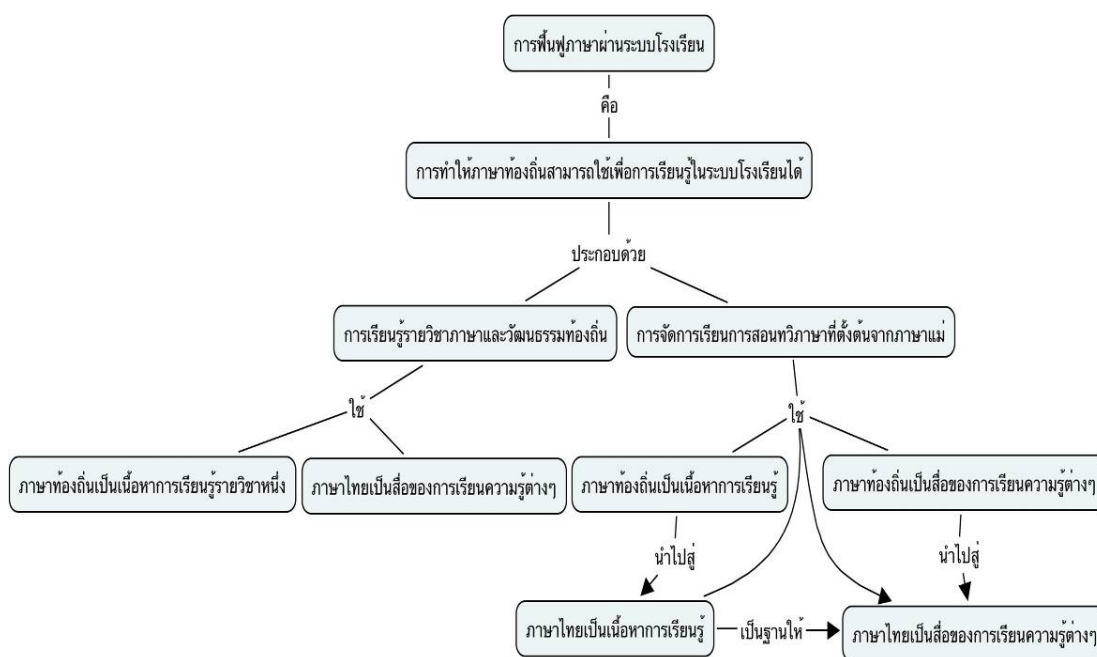 การฟื้นฟูภาษาผ่านระบบโรงเรียน
คือ
การทำให้ภาษาท้องถิ่นสามารถใช้เพื่อการเรียนรู้ในระบบโรงเรียนได้
ประกอบด้วย
การเรียนรู้รายวิชาภาษาและวัฒนธรรมท้องถิ่น
การจัดการเรียนการสอนทวิภาษาที่ตั้งต้นจากภาษาแม่
ใช้
ใช้
ภาษาท้องถิ่นเป็นเนื้อหาการเรียนรู้รายวิชาหนึ่ง
ภาษาไทยเป็นสื่อของการเรียนความรู้ต่างๆ
ภาษาท้องถิ่นเป็นเนื้อหาการเรียนรู้
ภาษาท้องถิ่นเป็นสื่อของการเรียนความรู้ต่างๆ
นำไปสู่
นำไปสู่
ภาษาไทยเป็นเนื้อหาการเรียนรู้
เป็นฐานให้
ภาษาไทยเป็นสื่อของการเรียนความรู้ต่างๆ